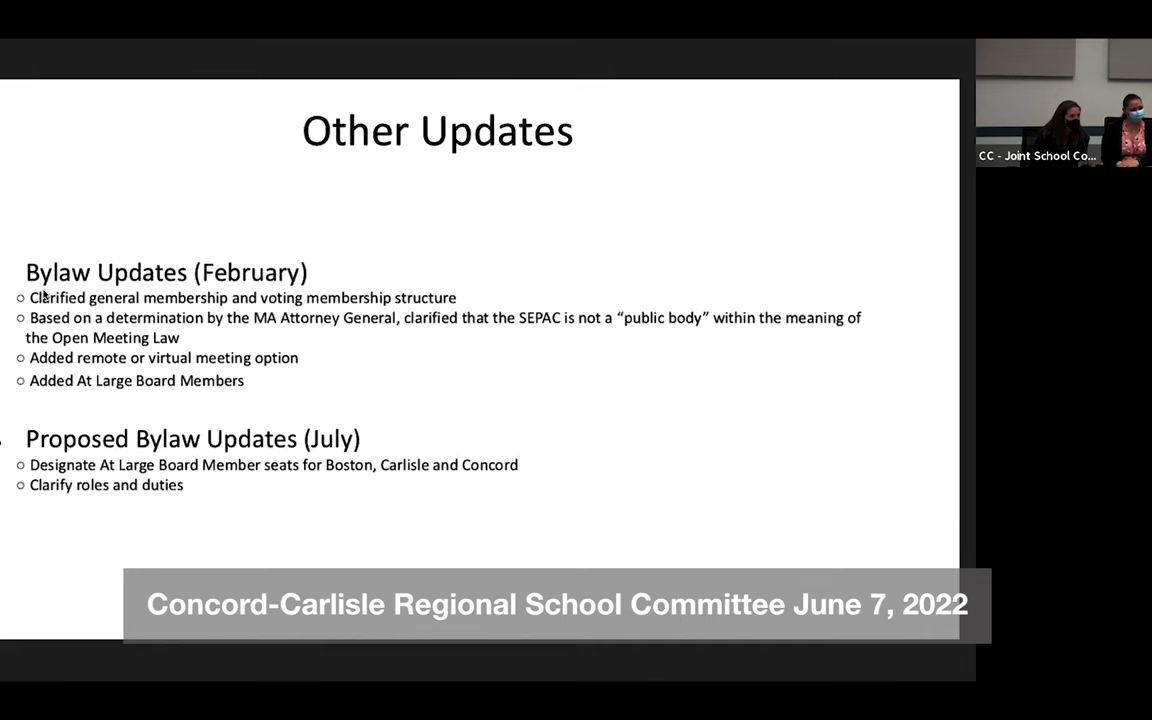 Other Updates
CC - Joint School Co...
Bylaw Updates (February)
○ Clarified general membership and voting membership structure
○ Based on a determination by the MA Attorney General, clarified that the SEPAC is not a “public body” within the meaning of
the Open Meeting Law
○ Added remote or virtual meeting option
○ Added At Large Board Members
Proposed Bylaw Updates (July)
○ Designate At Large Board Member seats for Boston, Carlisle and Concord
○ Clarify roles and duties
Concord-Carlisle Regional School Committee June 7, 2022